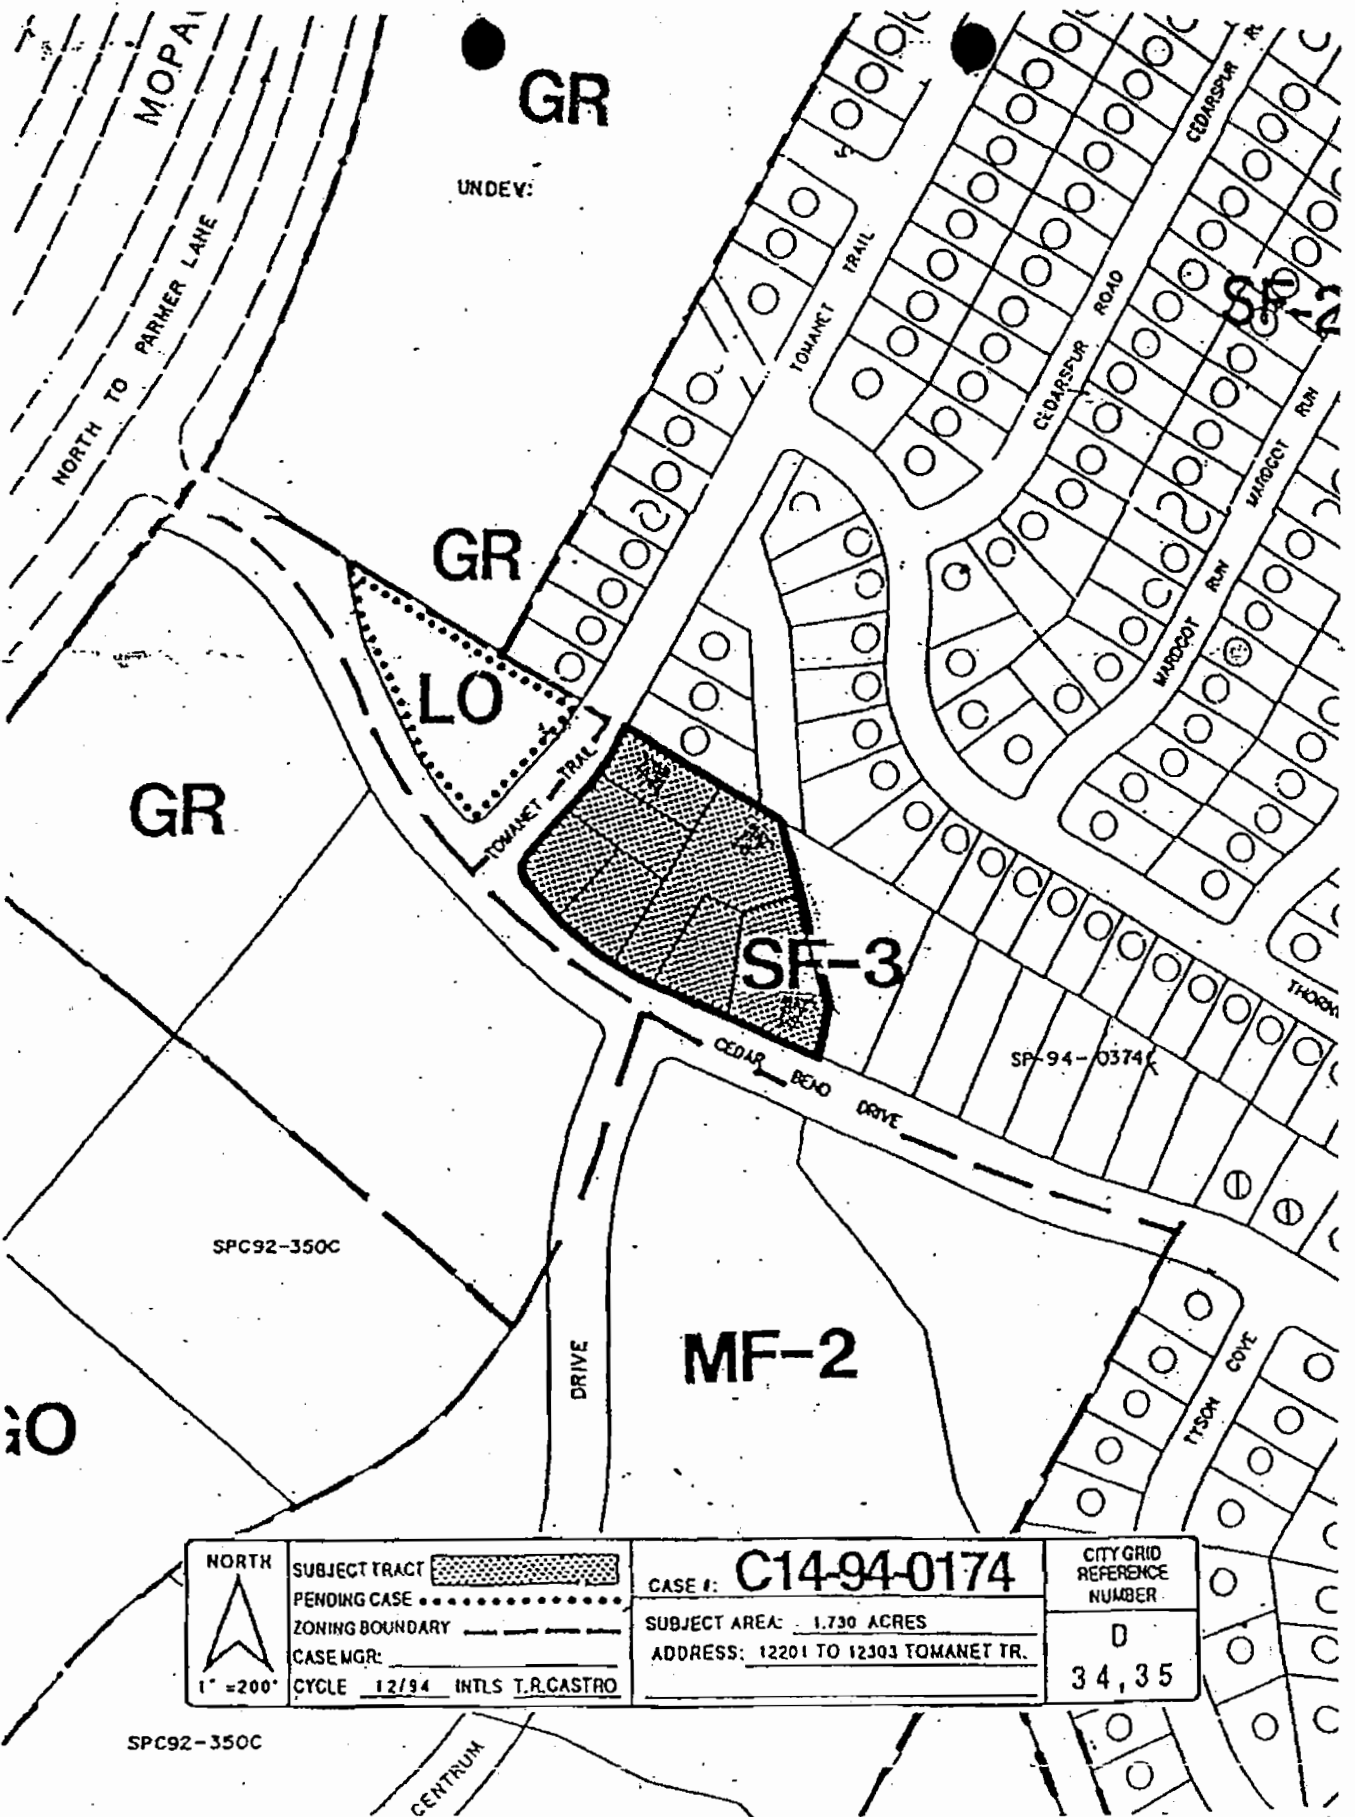 MOPA
GR
UNDEV:
NORTH TO PARMER LANE
TOMANET TRAIL
CEDARSPUR
CEDARSPUR ROAD
SF-2
MARGOT RUN
MARGOT RUN
GR
LO
TOMANET TRAIL
GR
SF-3
THORN
SP-94-0374C
CEDAR BEND DRIVE
SPC92-350C
DRIVE
MF-2
TYSON COVE
GO
NORTH
1" =200'
SUBJECT TRACT
PENDING CASE
ZONING BOUNDARY
CASE MGR:
CYCLE 12/94 INTLS T.R.CASTRO
CASE #: C14-94-0174
SUBJECT AREA: 1.730 ACRES
ADDRESS: 12201 TO 12303 TOMANET TR.
CITY GRID
REFERENCE
NUMBER
D
34,35
SPC92-350C
CENTRUM